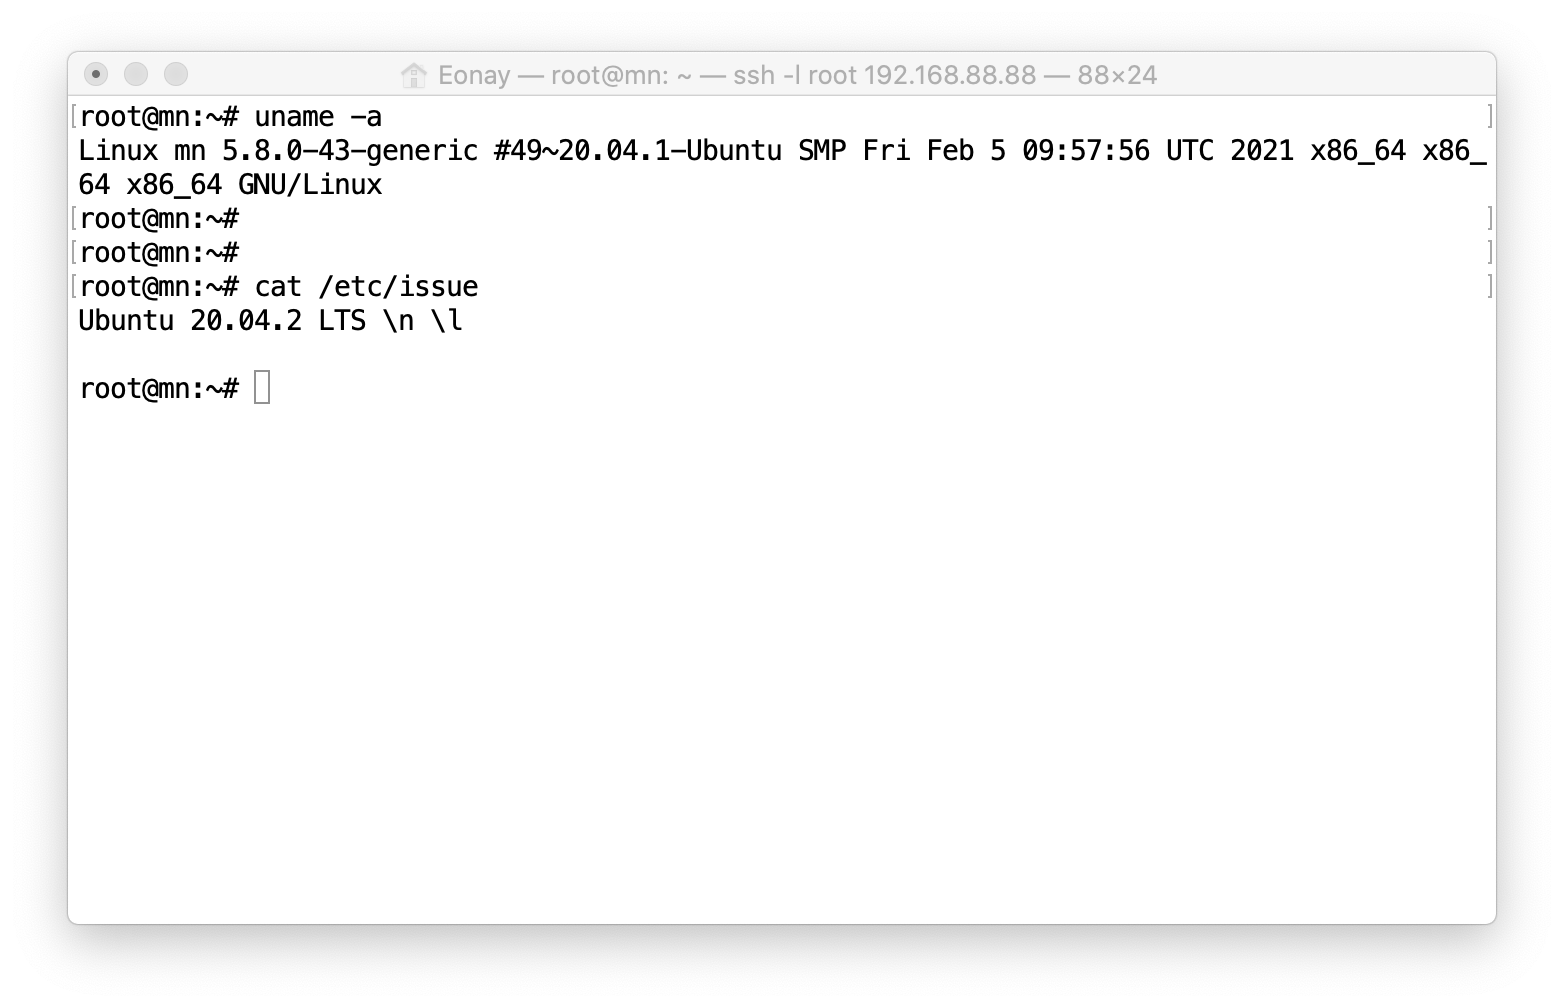 Eonay — root@mn: ~ — ssh -l root 192.168.88.88 — 88×24
[root@mn:~# uname -a ]
Linux mn 5.8.0-43-generic #49~20.04.1-Ubuntu SMP Fri Feb 5 09:57:56 UTC 2021 x86_64 x86_
64 x86_64 GNU/Linux
[root@mn:~# ]
[root@mn:~# ]
[root@mn:~# cat /etc/issue ]
Ubuntu 20.04.2 LTS \n \l
root@mn:~#